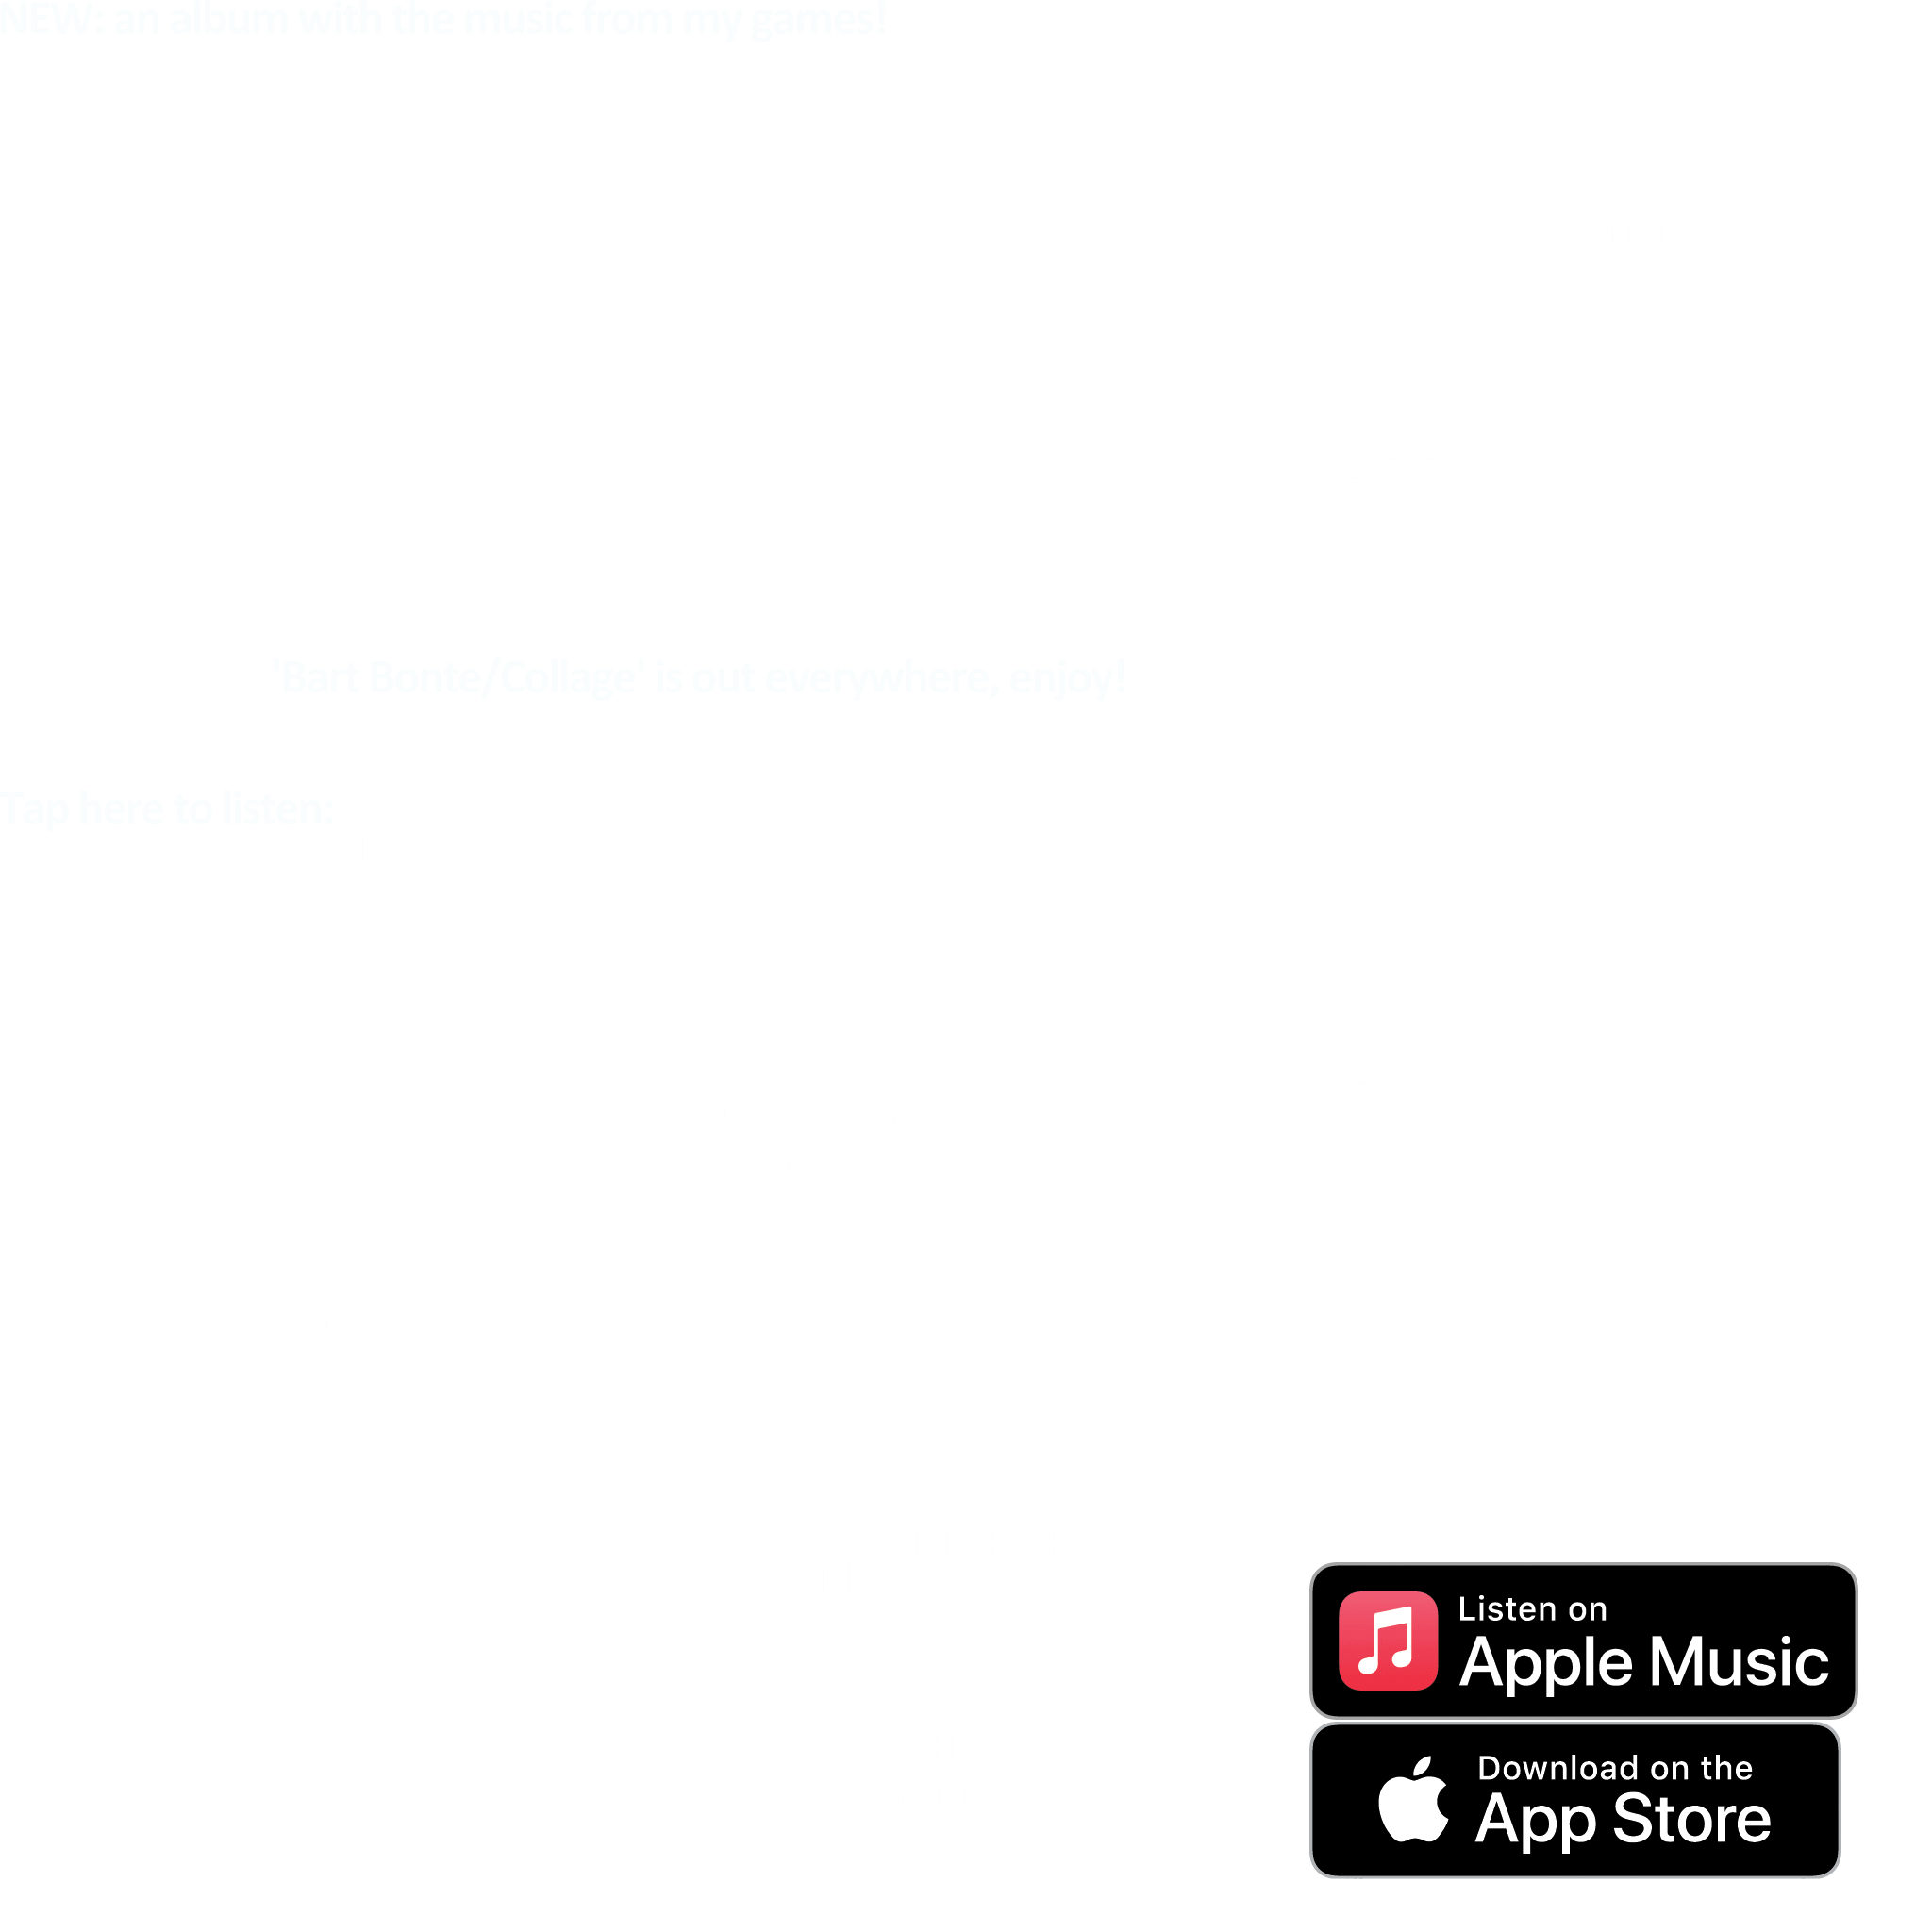 NEW: an album with the music from my games!
'Bart Bonte/Collage' is out everywhere, enjoy!
Tap here to listen:
Listen on
Apple Music
Download on the
App Store